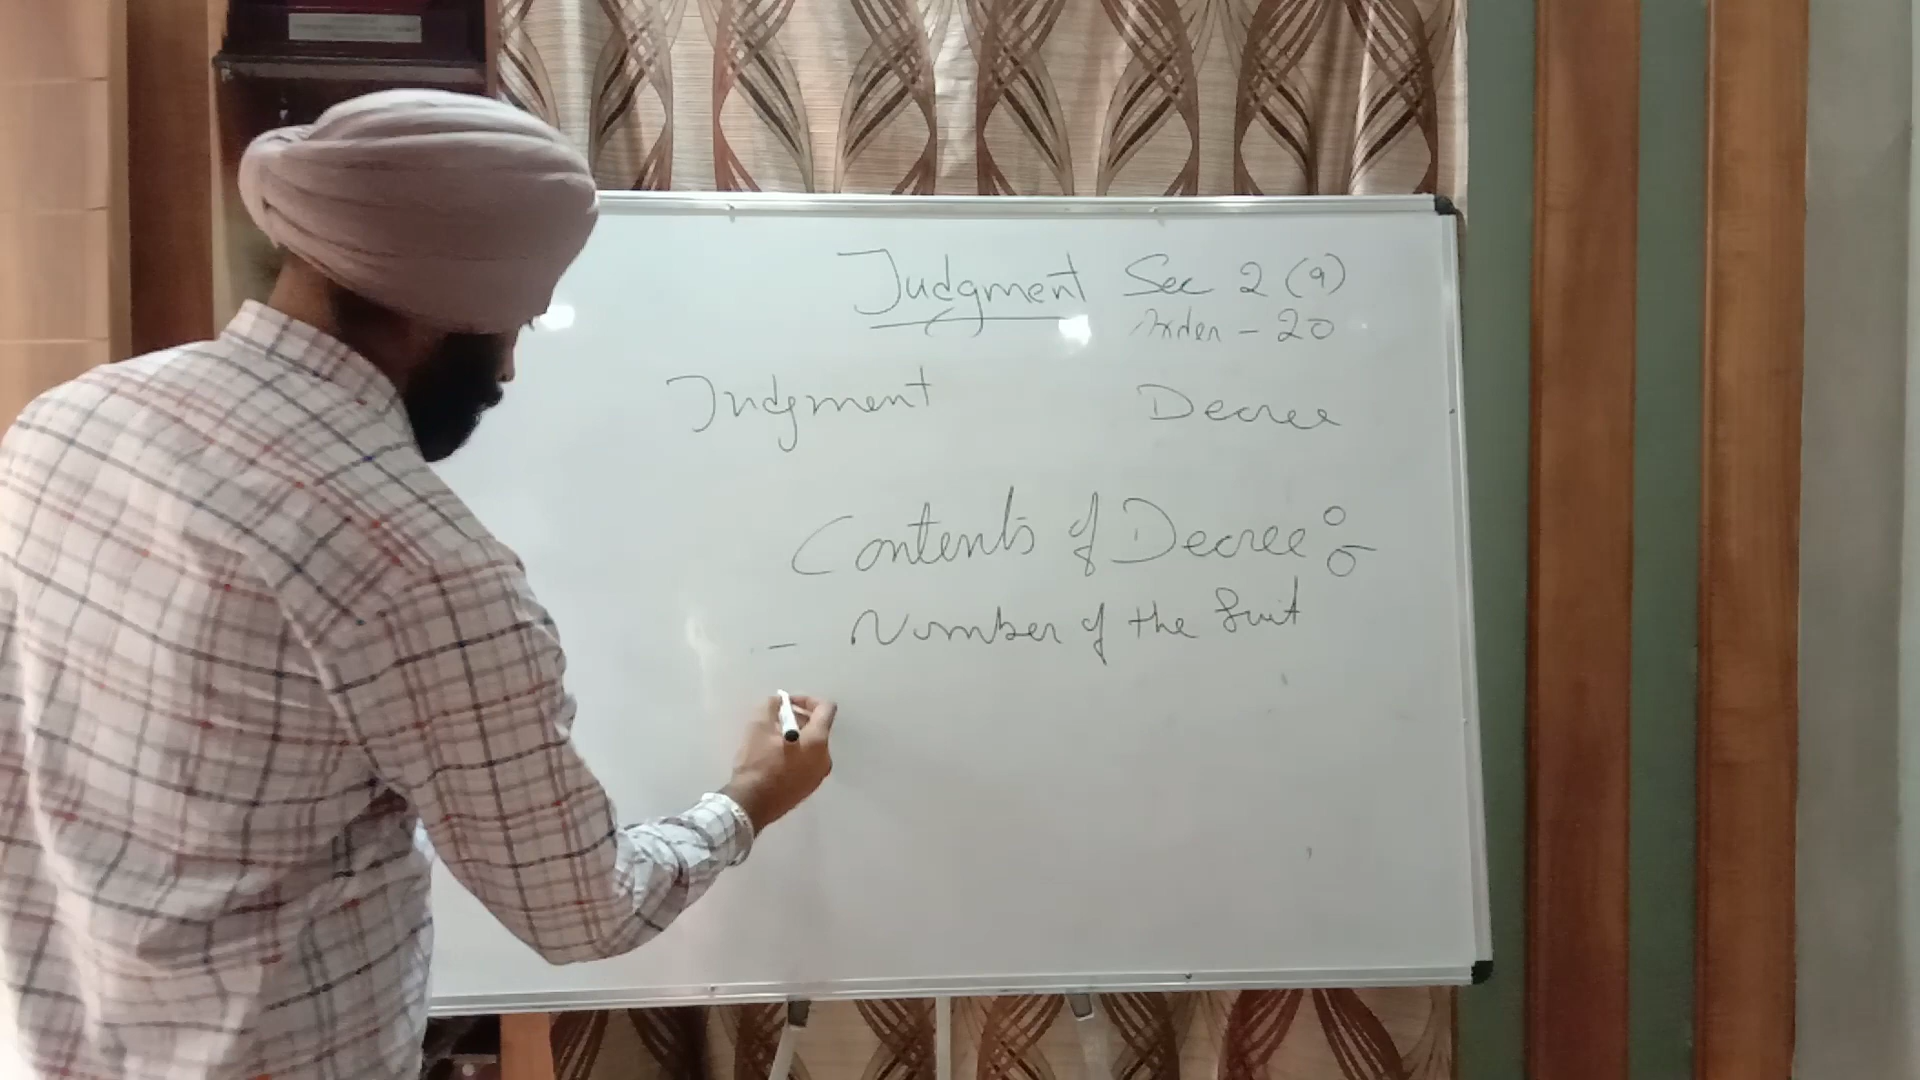 Judgment Sec 2 (9)
Order - 20
Judgment Decree
Contents of Decree :-
- Number of the Suit